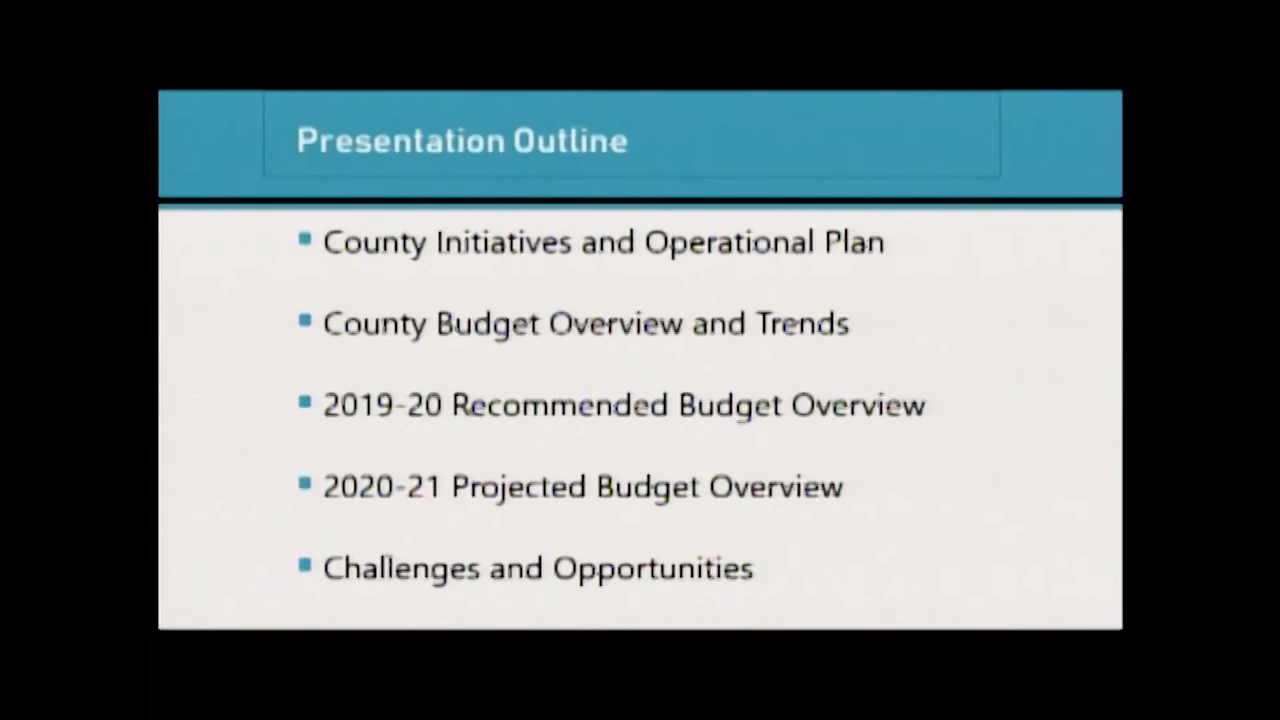 Presentation Outline
County Initiatives and Operational Plan
County Budget Overview and Trends
2019-20 Recommended Budget Overview
2020-21 Projected Budget Overview
Challenges and Opportunities